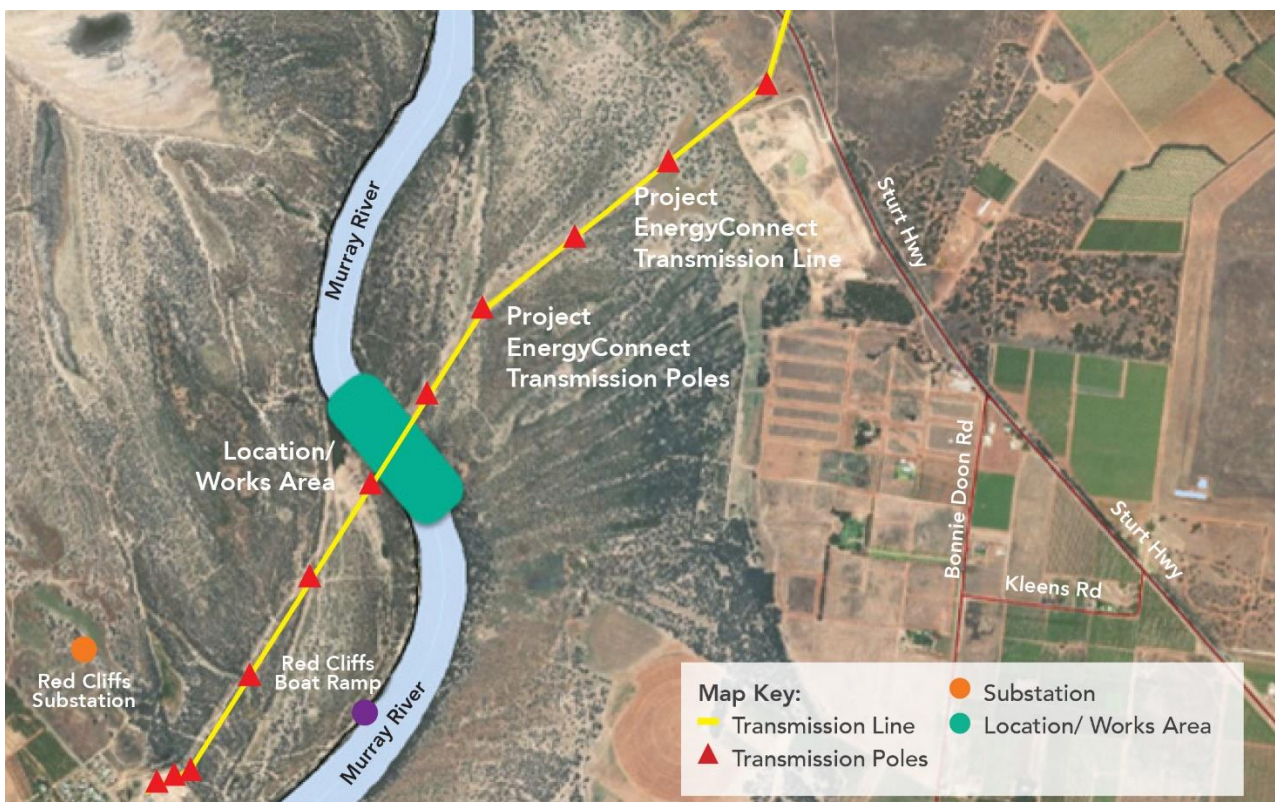 Murray River
Sturt Hwy
Project
EnergyConnect
Transmission Line
Project
EnergyConnect
Transmission Poles
Location/
Works Area
Bonnie Doon Rd
Sturt Hwy
Kleens Rd
Red Cliffs
Substation
Red Cliffs
Boat Ramp
Murray River
Map Key:
Transmission Line
Transmission Poles
Substation
Location/ Works Area